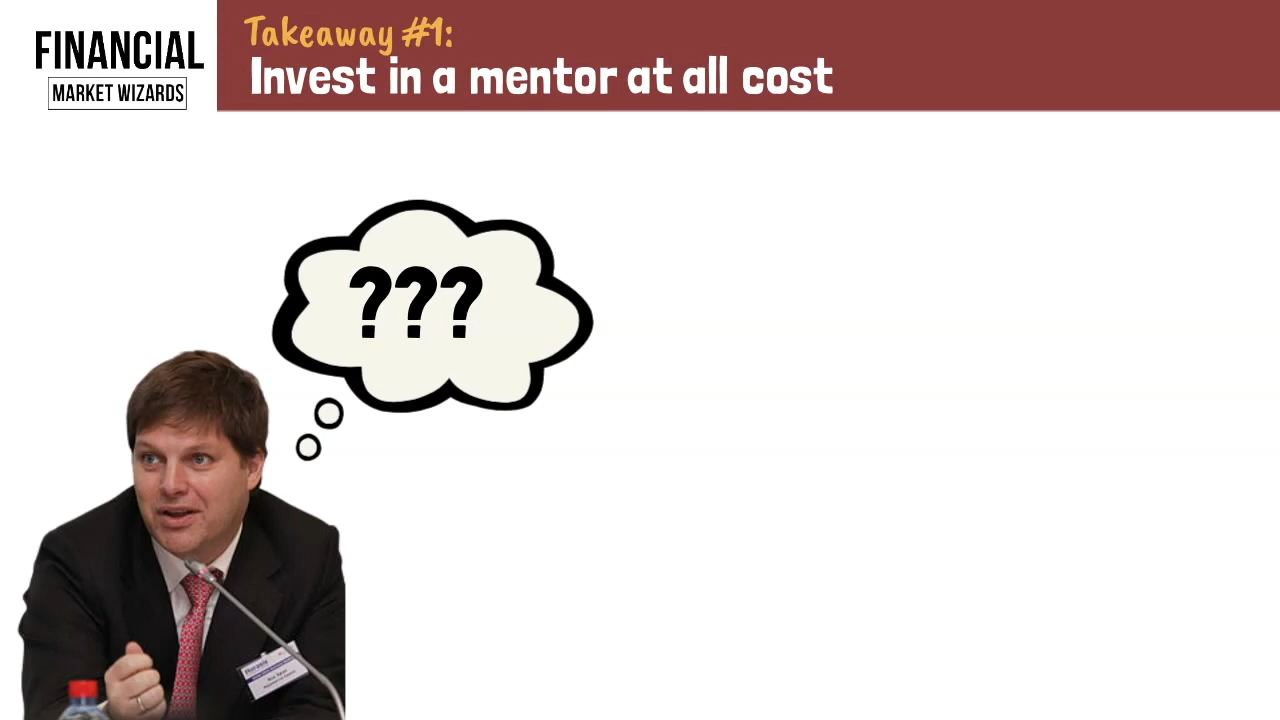 FINANCIAL
MARKET WIZARDS
Takeaway #1:
Invest in a mentor at all cost
???